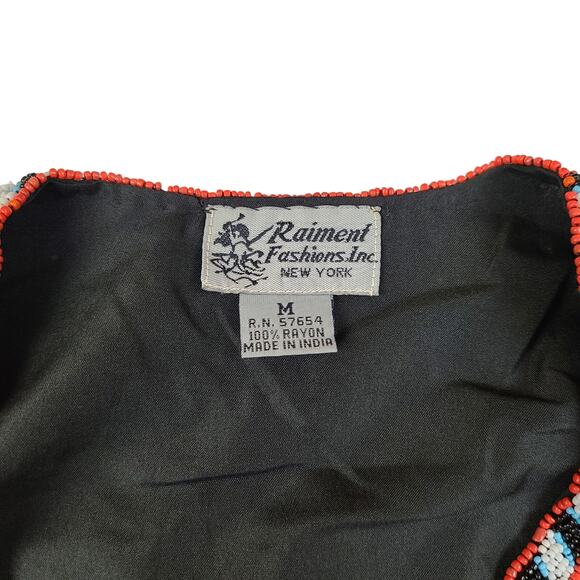 Raiment
Fashions, Inc.
NEW YORK
M
R.N. 57654
100% RAYON
MADE IN INDIA